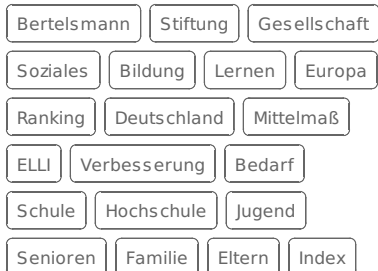 Bertelsmann Stiftung Gesellschaft
Soziales Bildung Lernen Europa
Ranking Deutschland Mittelmaß
ELLI Verbesserung Bedarf
Schule Hochschule Jugend
Senioren Familie Eltern Index